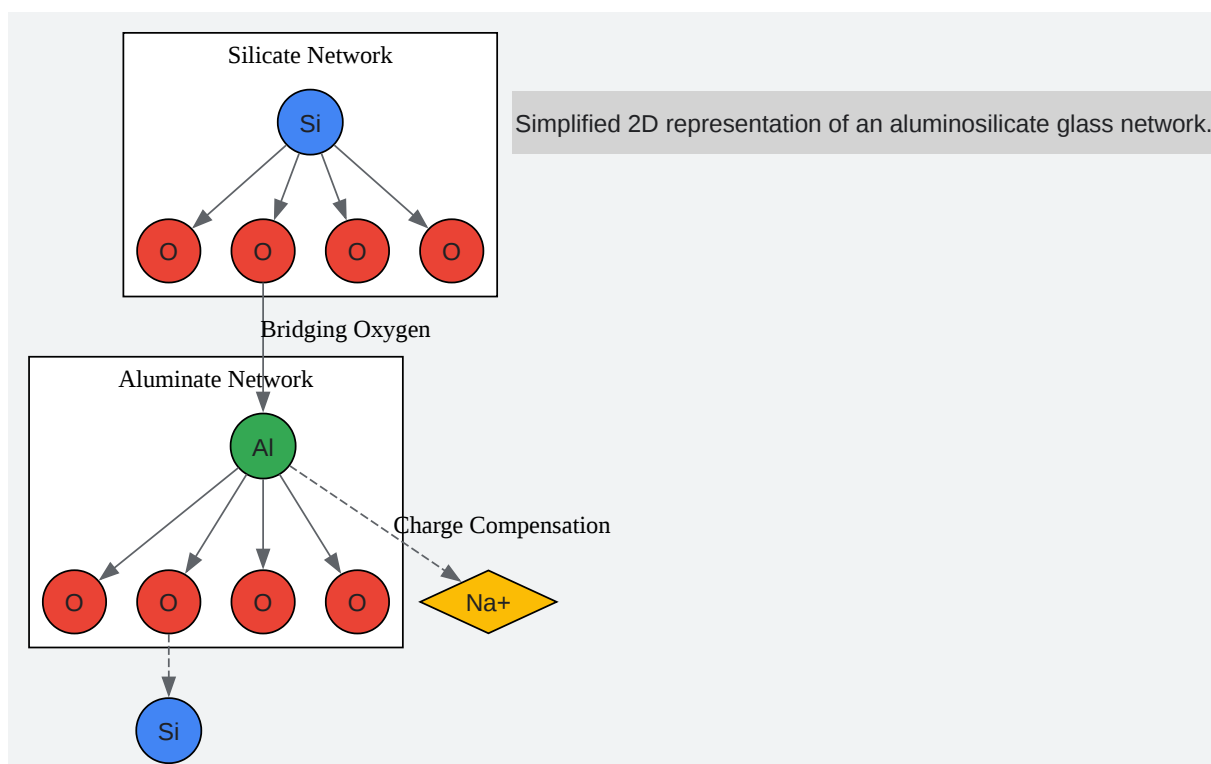 Silicate Network
Si
Simplified 2D representation of an aluminosilicate glass network.
O O O O
Bridging Oxygen
Aluminate Network
Al
Charge Compensation
O O O O Na+
Si